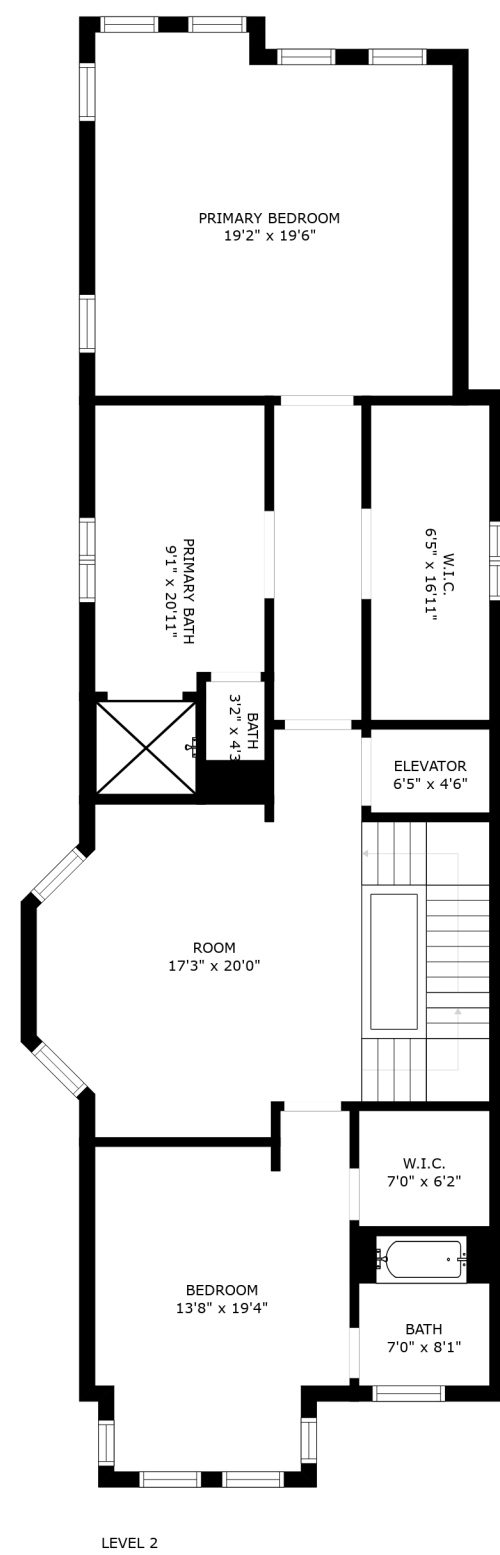 PRIMARY BEDROOM
19'2" x 19'6"
PRIMARY BATH
9'1" x 20'11"
W.I.C.
6'5" x 16'11"
BATH
3'2" x 4'3
ELEVATOR
6'5" x 4'6"
ROOM
17'3" x 20'0"
W.I.C.
7'0" x 6'2"
BEDROOM
13'8" x 19'4"
BATH
7'0" x 8'1"
LEVEL 2